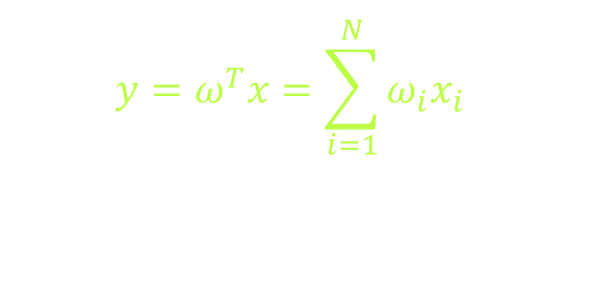 y = ω^T x = ∑_{i=1}^{N} ω_i x_i